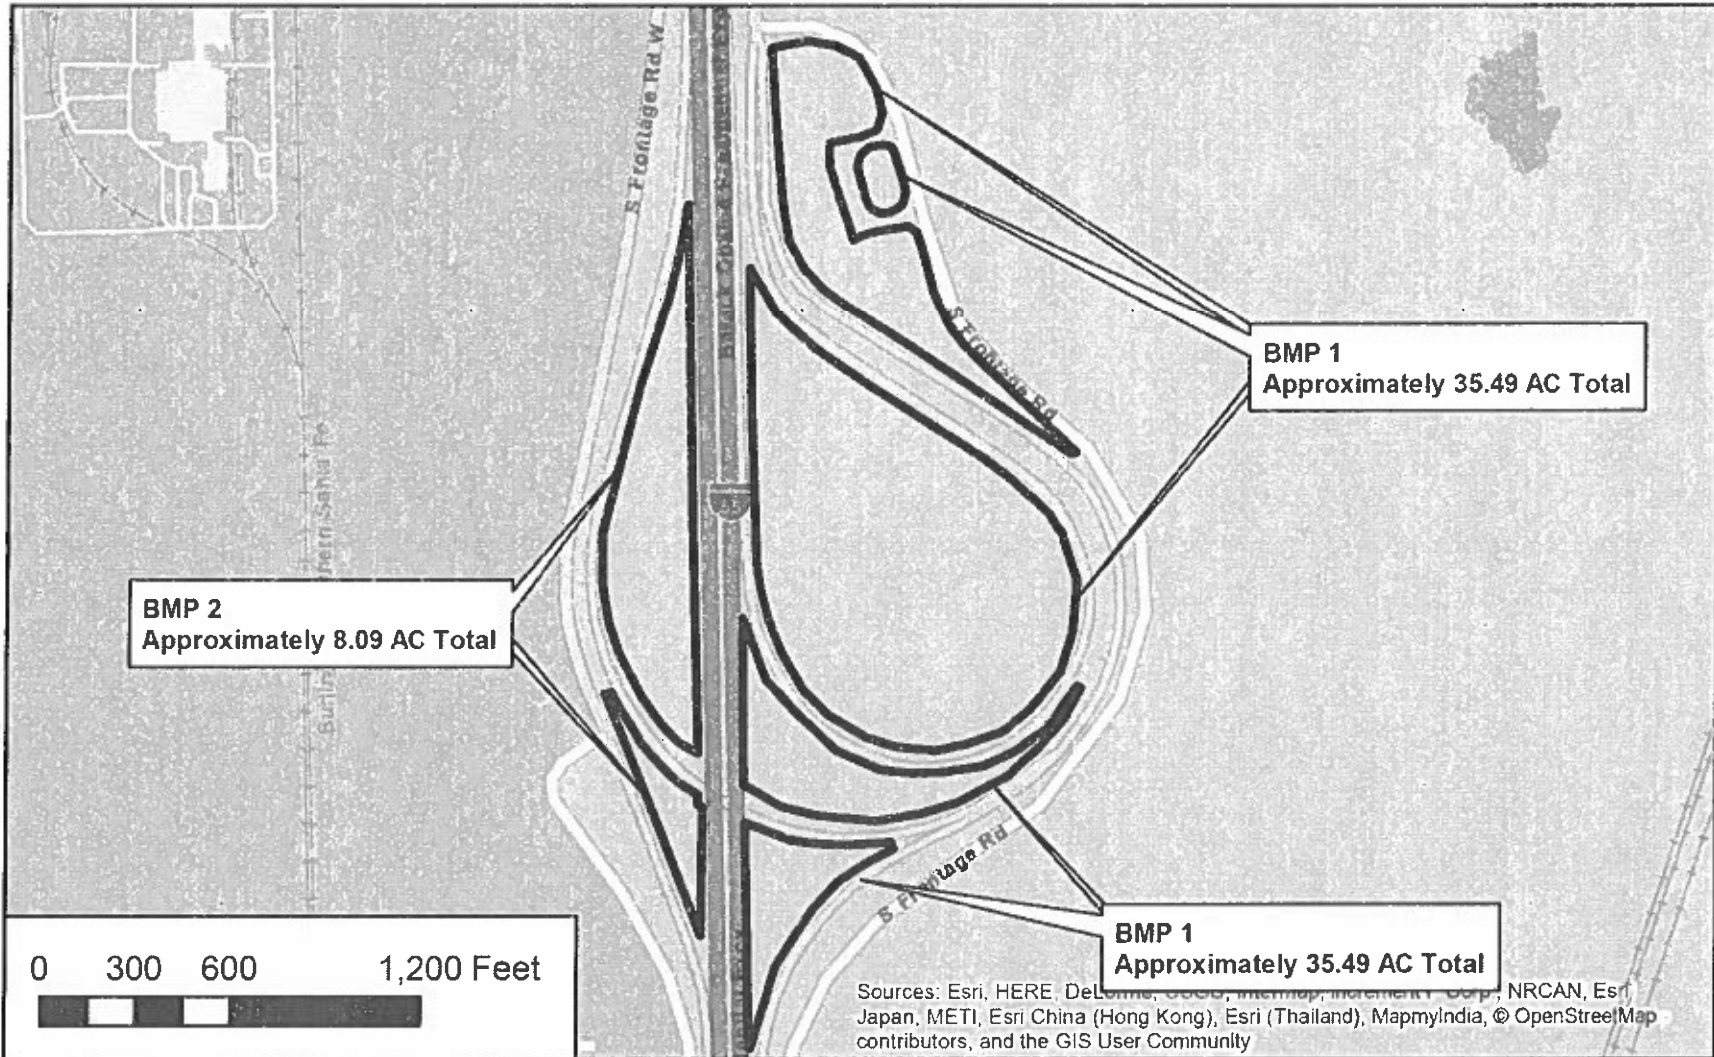 S Frontage Rd W
BMP 1
Approximately 35.49 AC Total
S Frontage Rd
BMP 2
Approximately 8.09 AC Total
S Frontage Rd
BMP 1
Approximately 35.49 AC Total
0 300 600 1,200 Feet
Sources: Esri, HERE, NRCAN, Esri
Japan, METI, Esri China (Hong Kong), Esri (Thailand), MapmyIndia, © OpenStreetMap
contributors, and the GIS User Community